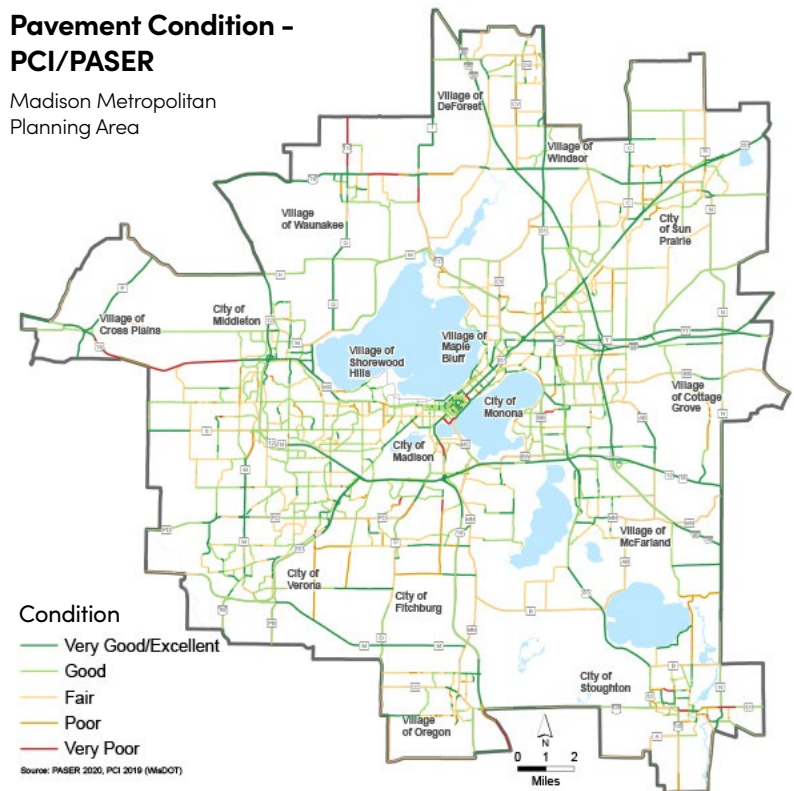 Pavement Condition -
PCI/PASER
Madison Metropolitan
Planning Area
Village of
DeForest
Village of
Windsor
Village
of Waunakee
City
of Sun
Prairie
Village of
Cross Plains
City of
Middleton
Village of
Shorewood
Hills
Village of
Maple
Bluff
City of
Monona
Village
of Cottage
Grove
City of
Madison
Village of
McFarland
City of
Verona
City of
Fitchburg
City of
Stoughton
Village
of Oregon
Condition
Very Good/Excellent
Good
Fair
Poor
Very Poor
Source: PASER 2020, PCI 2019 (WisDOT)
N
0 1 2
Miles